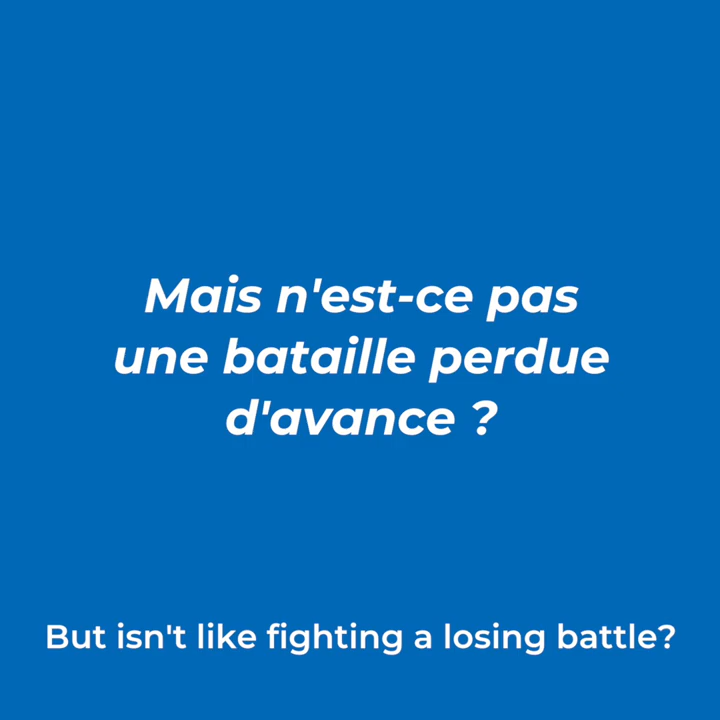 Mais n'est-ce pas
une bataille perdue
d'avance ?
But isn't like fighting a losing battle?